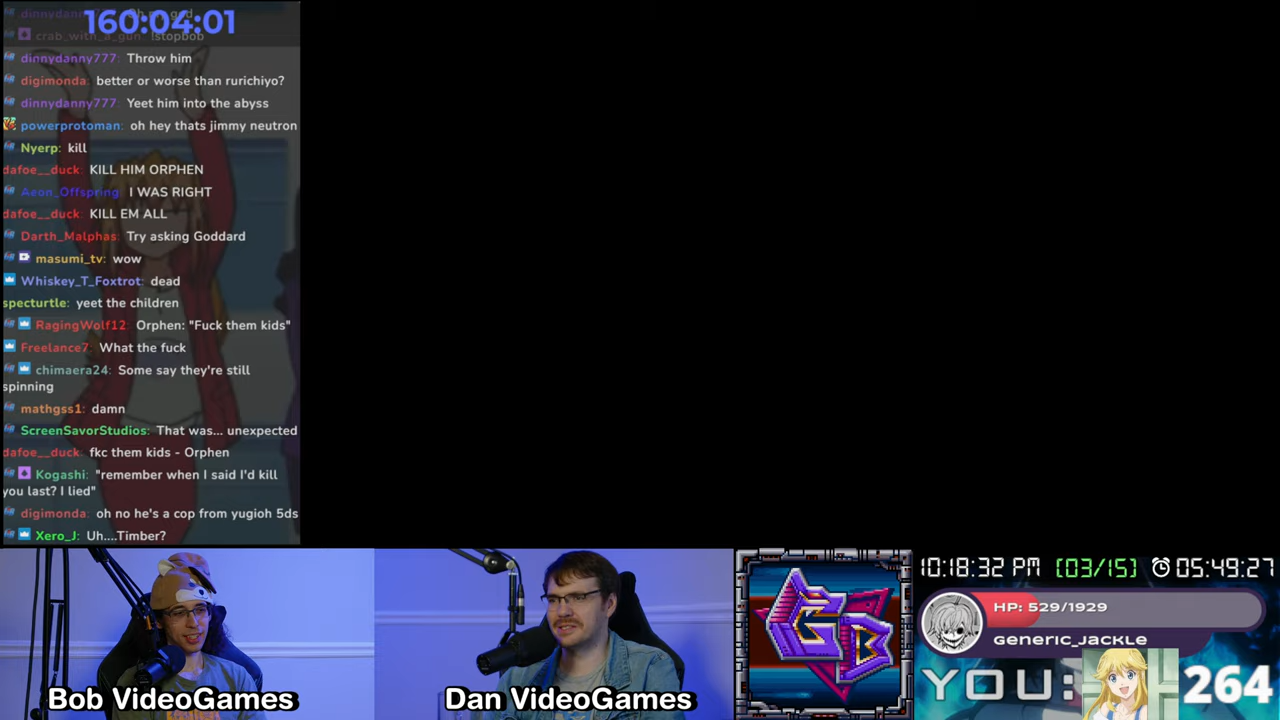 dinnydanny777: Oh my god
160:04:01
crab_with_a_gun: !stopbob
dinnydanny777: Throw him
digimonda: better or worse than rurichiyo?
dinnydanny777: Yeet him into the abyss
powerprotoman: oh hey thats jimmy neutron
Nyerp: kill
dafoe__duck: KILL HIM ORPHEN
Aeon_Offspring: I WAS RIGHT
dafoe__duck: KILL EM ALL
Darth_Malphas: Try asking Goddard
masumi_tv: wow
Whiskey_T_Foxtrot: dead
specturtle: yeet the children
RagingWolf12: Orphen: "Fuck them kids"
Freelance7: What the fuck
chimaera24: Some say they're still
spinning
mathgss1: damn
ScreenSavorStudios: That was... unexpected
dafoe__duck: fkc them kids - Orphen
Kogashi: "remember when I said I'd kill
you last? I lied"
digimonda: oh no he's a cop from yugioh 5ds
Xero_J: Uh....Timber?
Bob VideoGames
Dan VideoGames
GB
10:18:32 PM [03/15] 05:49:27
HP: 529/1929
Generic_Jackle
YOU: 264